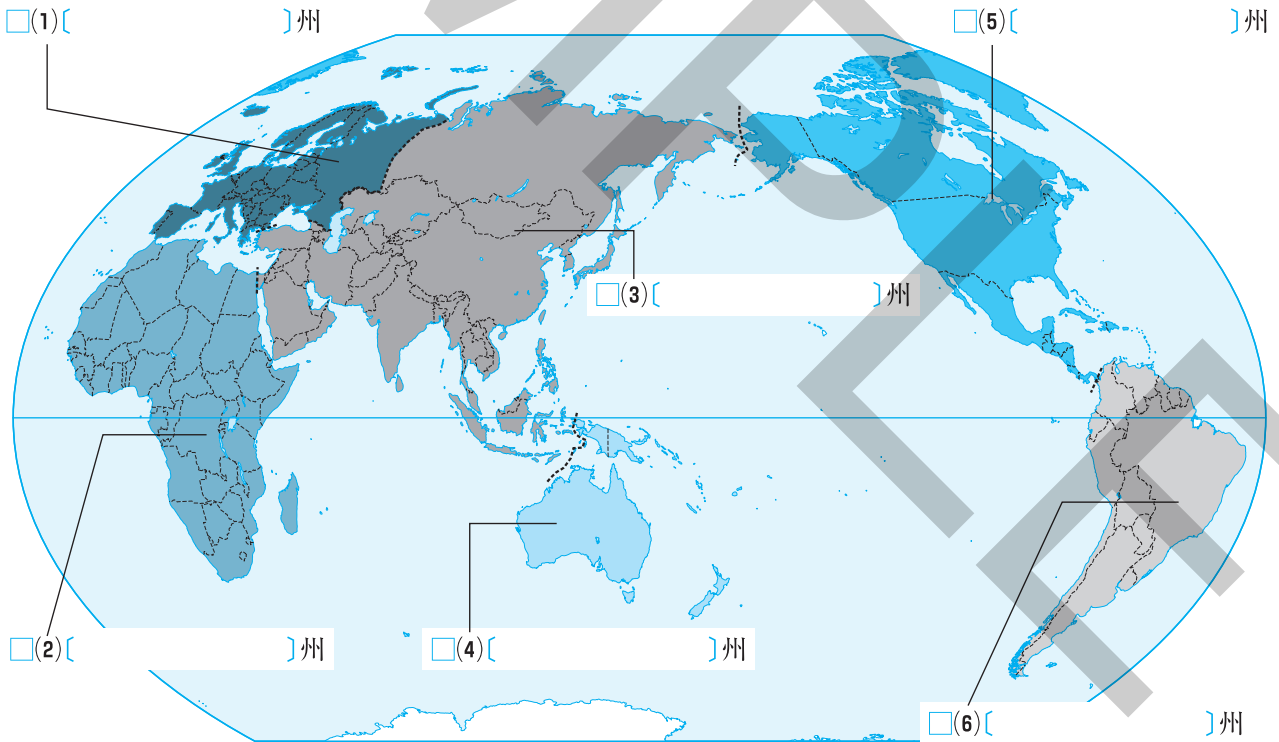 □(1)〔 〕州
□(5)〔 〕州
□(3)〔 〕州
□(2)〔 〕州
□(4)〔 〕州
□(6)〔 〕州